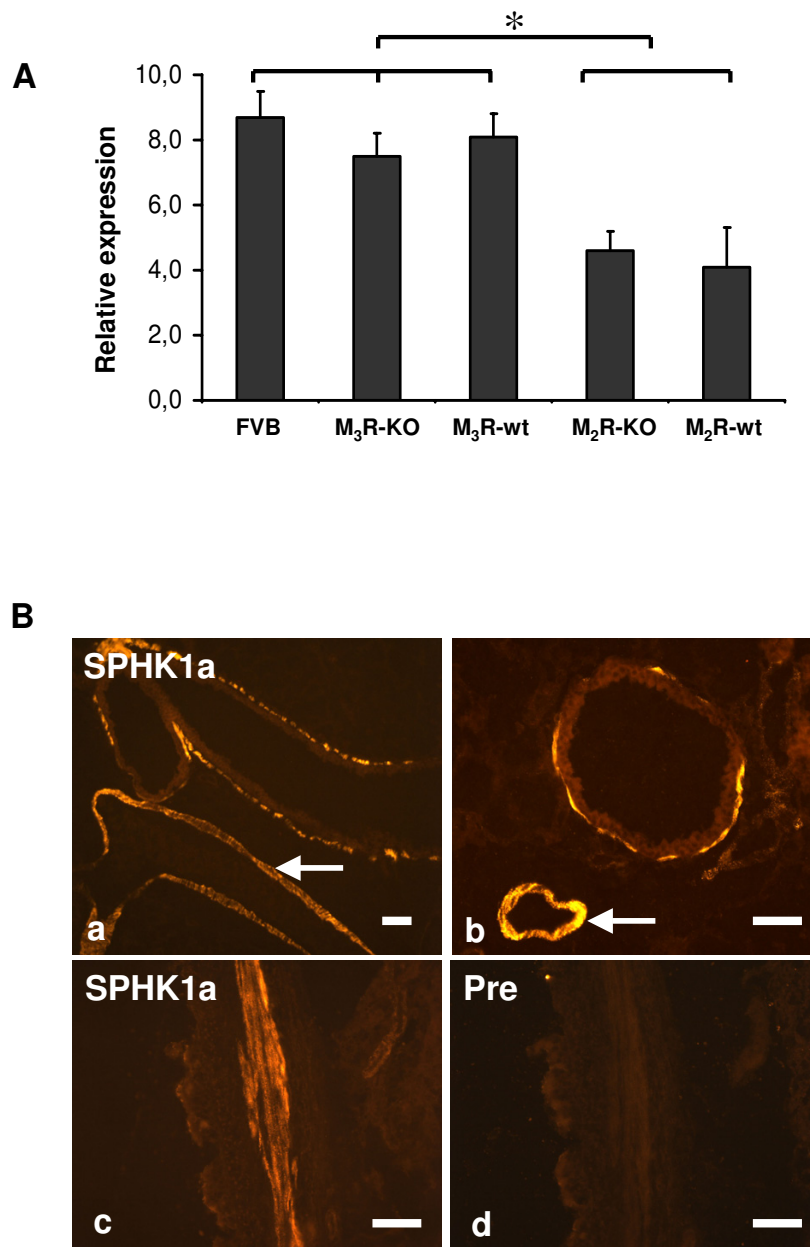 *
A
10,0
8,0
6,0
4,0
2,0
0,0
Relative expression
FVB M₃R-KO M₃R-wt M₂R-KO M₂R-wt
B
SPHK1a
a
b
SPHK1a
c
Pre
d